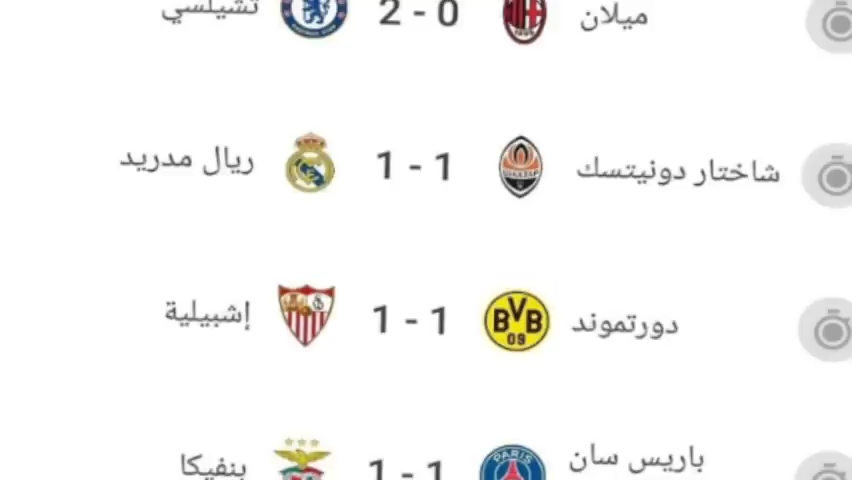 ميلان 2 - 0 تشيلسي
شاختار دونيتسك 1 - 1 ريال مدريد
دورتموند 1 - 1 إشبيلية
BVB
09
باريس سان 1 - 1 بنفيكا
PARIS